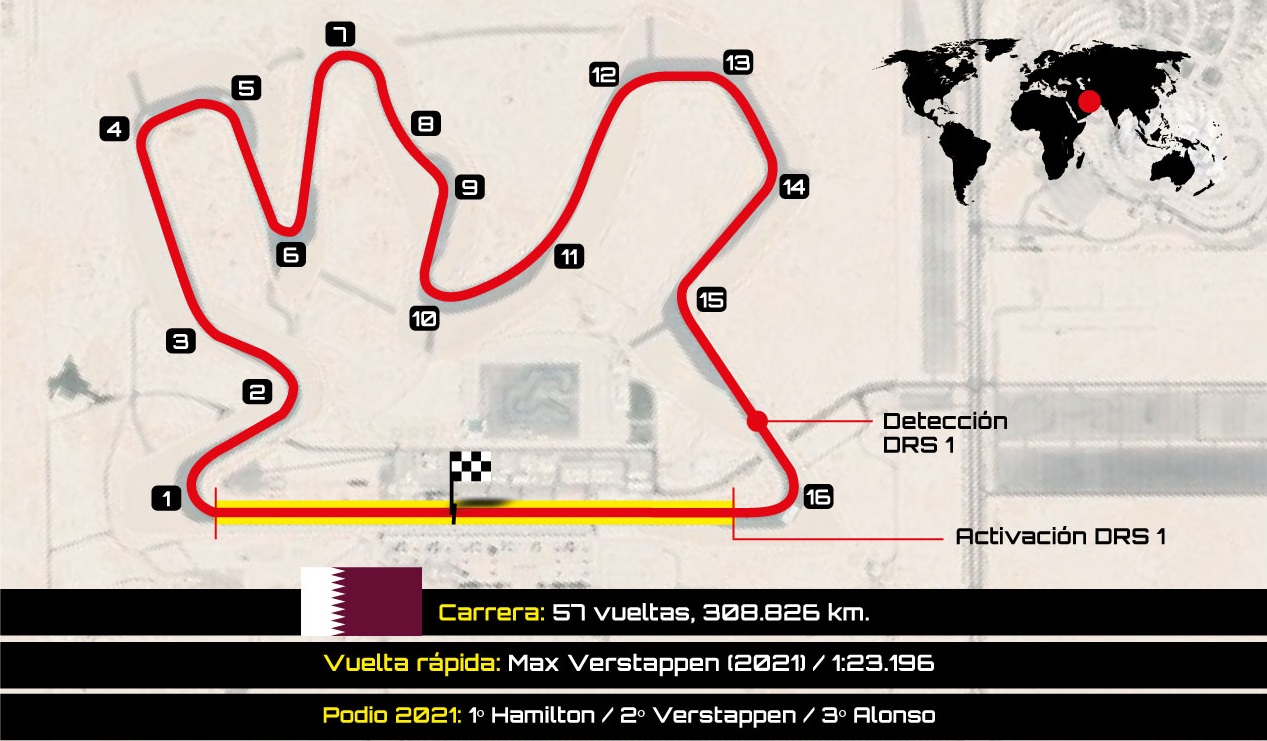 7
13
12
5
4
8
9
14
6
11
15
10
3
2
Detección
DRS 1
1
16
Activación DRS 1
Carrera: 57 vueltas, 308.826 km.
Vuelta rápida: Max Verstappen (2021) / 1:23.196
Podio 2021: 1º Hamilton / 2º Verstappen / 3º Alonso